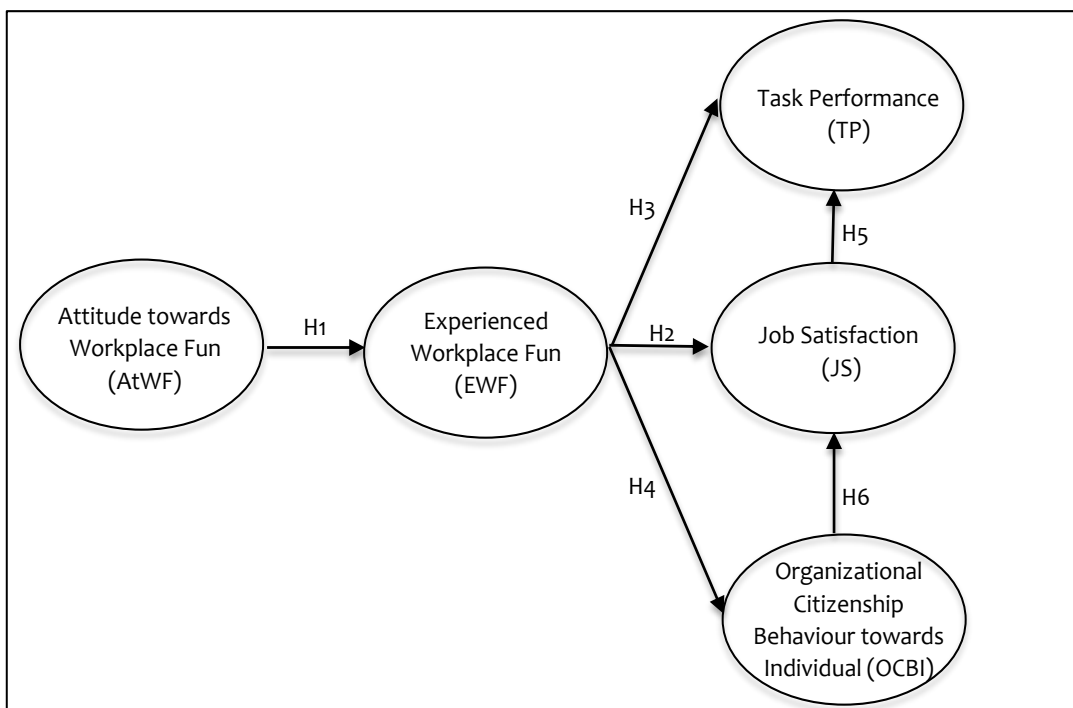 Attitude towards
Workplace Fun
(AtWF)
H1
Experienced
Workplace Fun
(EWF)
H3
H2
H4
Task Performance
(TP)
H5
Job Satisfaction
(JS)
H6
Organizational
Citizenship
Behaviour towards
Individual (OCBI)